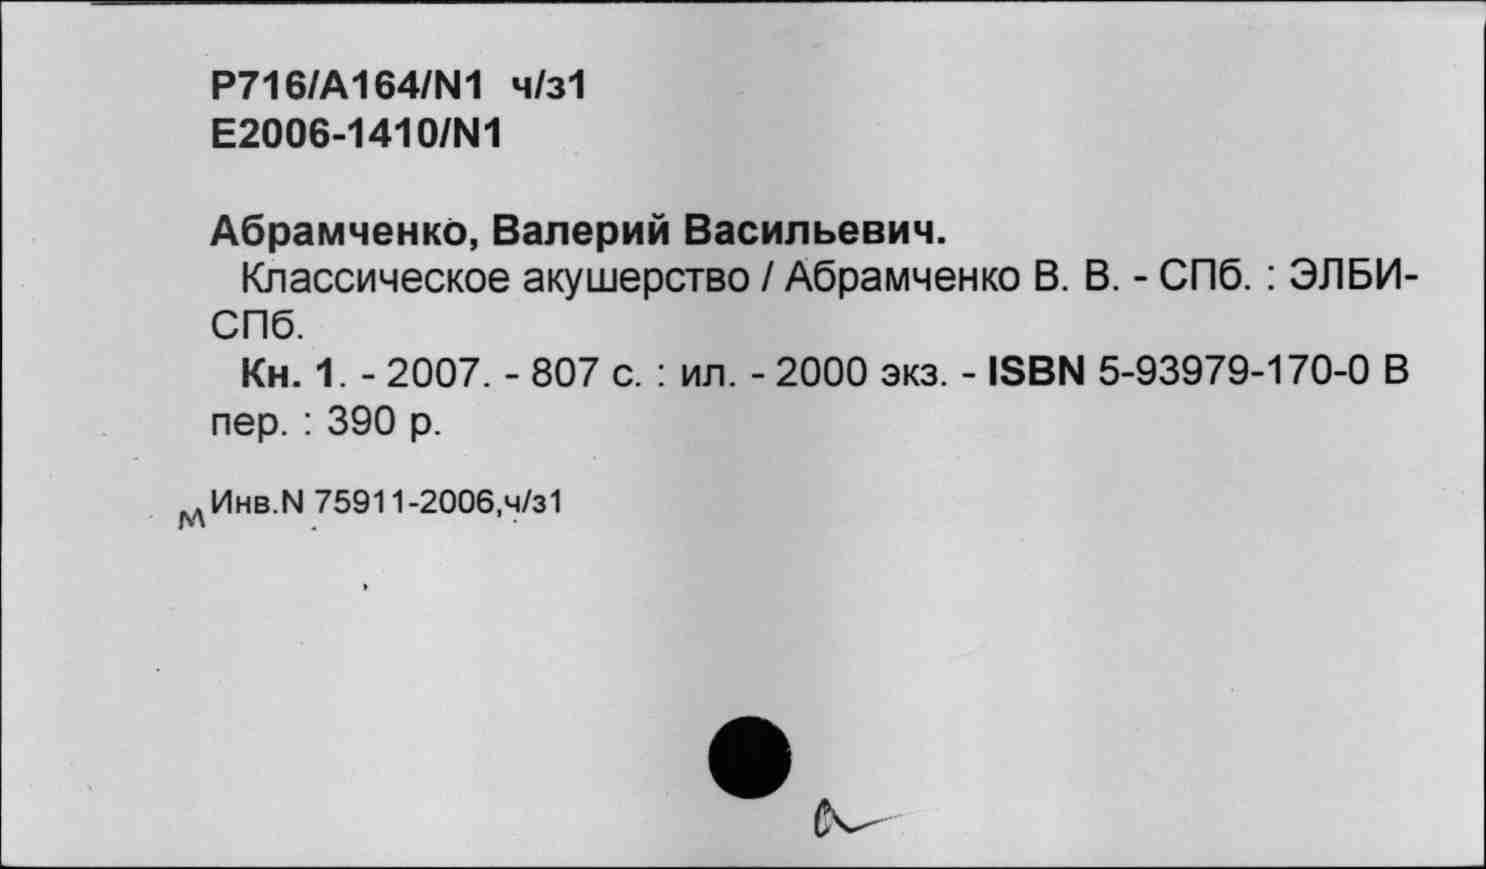 Р716/А164/N1 ч/з1
Е2006-1410/N1
Абрамченко, Валерий Васильевич.
Классическое акушерство / Абрамченко В. В. - СПб. : ЭЛБИ-
СПб.
Кн. 1. - 2007. - 807 с. : ил. - 2000 экз. - ISBN 5-93979-170-0 В
пер. : 390 р.
Инв.N 75911-2006,ч/з1